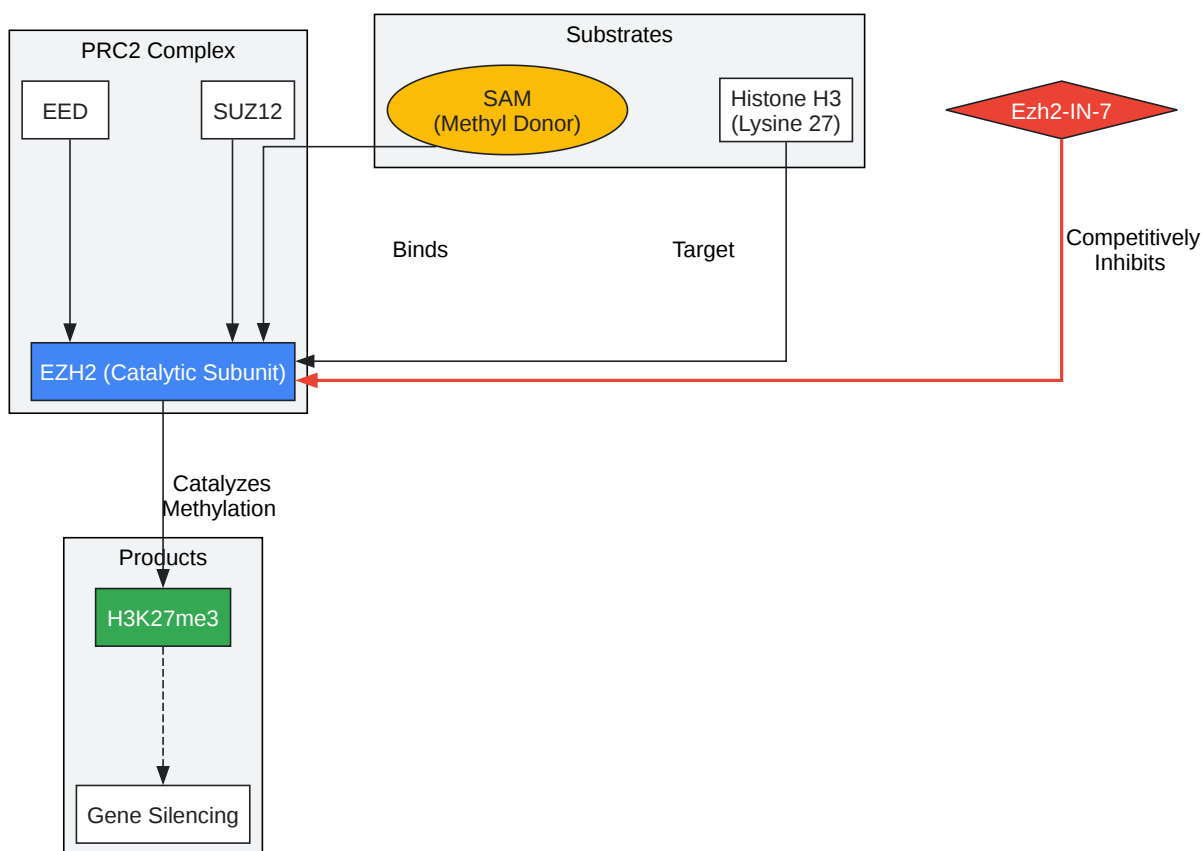 PRC2 Complex
Substrates
EED
SUZ12
SAM
(Methyl Donor)
Histone H3
(Lysine 27)
Ezh2-IN-7
Binds
Target
Competitively
Inhibits
EZH2 (Catalytic Subunit)
Catalyzes
Methylation
Products
H3K27me3
Gene Silencing